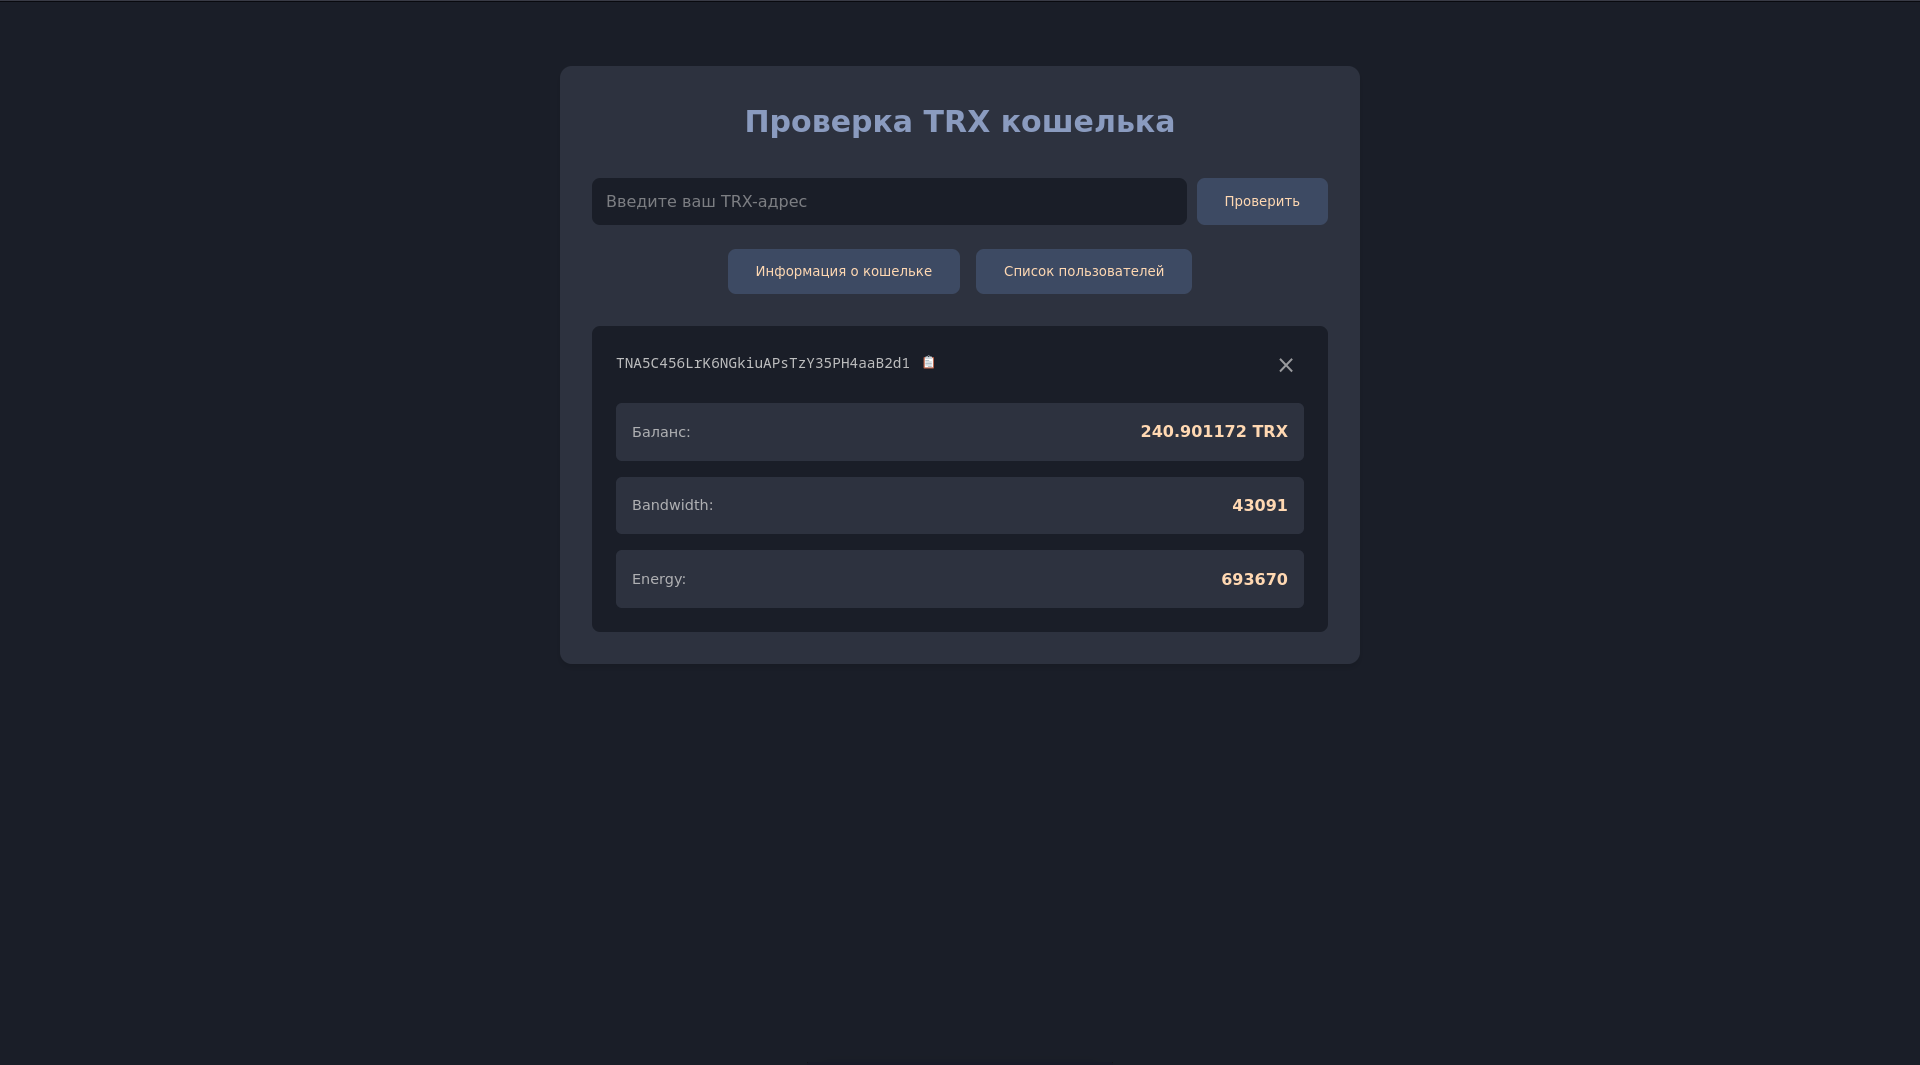 Проверка TRX кошелька
Введите ваш TRX-адрес
Проверить
Информация о кошельке
Список пользователей
TNA5C456LrK6NGkiuAPsTzY35PH4aaB2d1
Баланс:
240.901172 TRX
Bandwidth:
43091
Energy:
693670